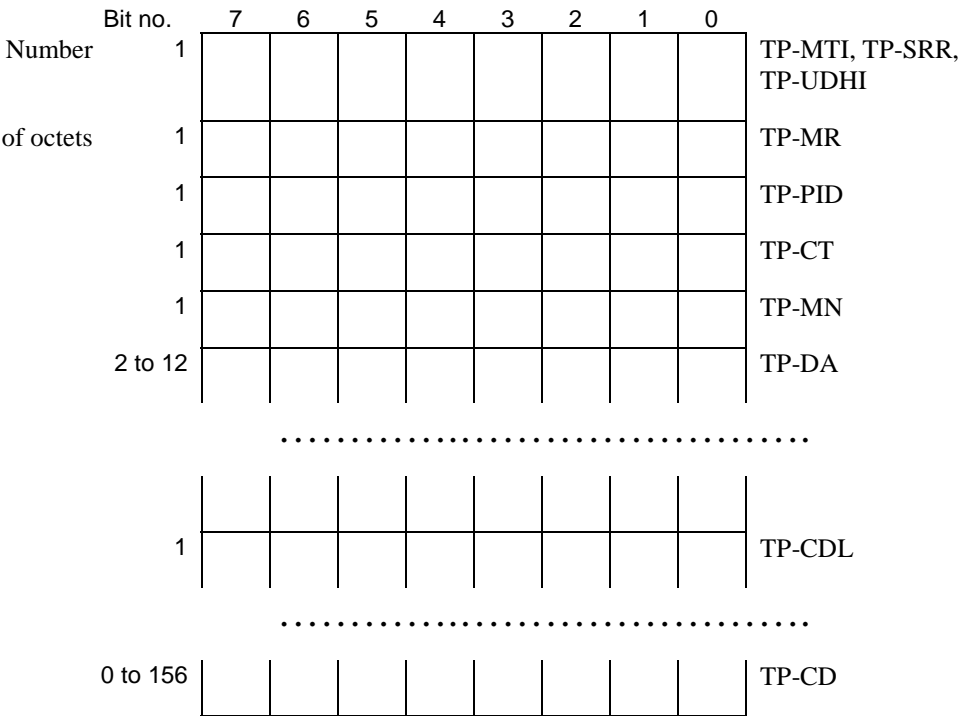 Bit no. 7 6 5 4 3 2 1 0
Number 1 TP-MTI, TP-SRR,
TP-UDHI
of octets 1 TP-MR
1 TP-PID
1 TP-CT
1 TP-MN
2 to 12 TP-DA
1 TP-CDL
0 to 156 TP-CD